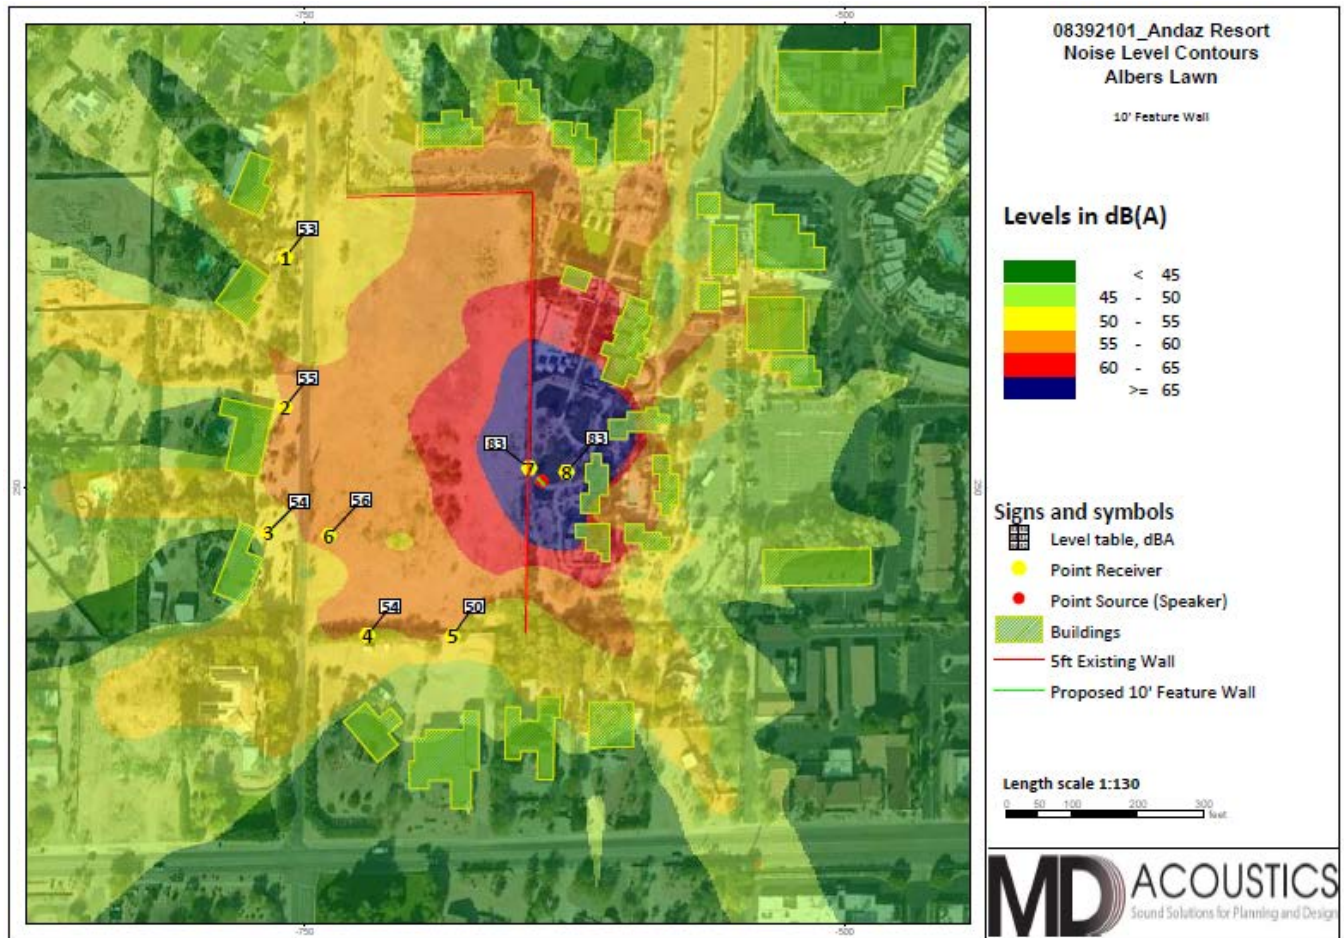 -750
-500
08392101_Andaz Resort
Noise Level Contours
Albers Lawn
10' Feature Wall
Levels in dB(A)
< 45
45 - 50
50 - 55
55 - 60
60 - 65
>= 65
53
1
55
2
83
83
7
8
54
56
3
6
250
250
54
50
4
5
Signs and symbols
Level table, dBA
Point Receiver
Point Source (Speaker)
Buildings
5ft Existing Wall
Proposed 10' Feature Wall
Length scale 1:130
0 50 100 200 300
feet
-750
-500
MD ACOUSTICS
Sound Solutions for Planning and Design